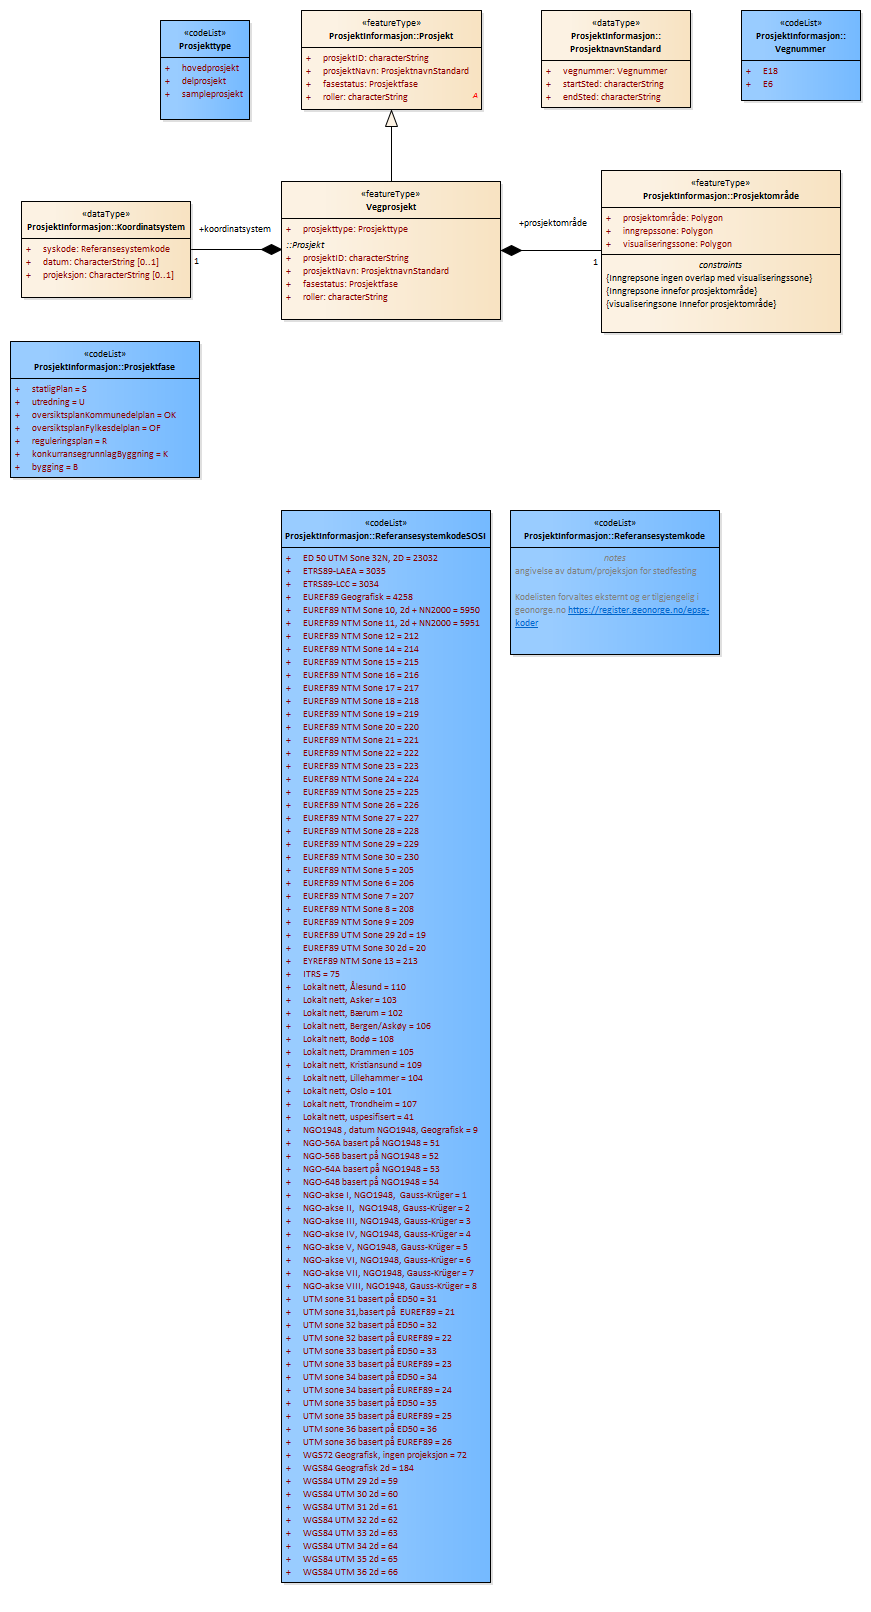 «codeList»
Prosjekttype
+ hovedprosjekt
+ delprosjekt
+ sampleprosjekt
«featureType»
ProsjektInformasjon::Prosjekt
+ prosjektID: characterString
+ prosjektNavn: ProsjektnavnStandard
+ fasestatus: Prosjektfase
+ roller: characterString
A
«dataType»
ProsjektInformasjon::
ProsjektnavnStandard
+ vegnummer: Vegnummer
+ startSted: characterString
+ endSted: characterString
«codeList»
ProsjektInformasjon::
Vegnummer
+ E18
+ E6
«dataType»
ProsjektInformasjon::Koordinatsystem
+ syskode: Referansesystemkode
+ datum: CharacterString [0..1]
+ projeksjon: CharacterString [0..1]
+koordinatsystem
1
«featureType»
Vegprosjekt
+ prosjekttype: Prosjekttype
::Prosjekt
+ prosjektID: characterString
+ prosjektNavn: ProsjektnavnStandard
+ fasestatus: Prosjektfase
+ roller: characterString
+prosjektområde
1
«featureType»
ProsjektInformasjon::Prosjektområde
+ prosjektområde: Polygon
+ inngrepssone: Polygon
+ visualiseringssone: Polygon
constraints
{Inngrepsone ingen overlap med visualiseringssone}
{Inngrepsone innefor prosjektområde}
{visualiseringsone Innefor prosjektområde}
«codeList»
ProsjektInformasjon::Prosjektfase
+ statligPlan = S
+ utredning = U
+ oversiktsplanKommunedelplan = OK
+ oversiktsplanFylkesdelplan = OF
+ reguleringsplan = R
+ konkurransegrunnlagByggning = K
+ bygging = B
«codeList»
ProsjektInformasjon::ReferansesystemkodeSOSI
+ ED 50 UTM Sone 32N, 2D = 23032
+ ETRS89-LAEA = 3035
+ ETRS89-LCC = 3034
+ EUREF89 Geografisk = 4258
+ EUREF89 NTM Sone 10, 2d + NN2000 = 5950
+ EUREF89 NTM Sone 11, 2d + NN2000 = 5951
+ EUREF89 NTM Sone 12 = 212
+ EUREF89 NTM Sone 14 = 214
+ EUREF89 NTM Sone 15 = 215
+ EUREF89 NTM Sone 16 = 216
+ EUREF89 NTM Sone 17 = 217
+ EUREF89 NTM Sone 18 = 218
+ EUREF89 NTM Sone 19 = 219
+ EUREF89 NTM Sone 20 = 220
+ EUREF89 NTM Sone 21 = 221
+ EUREF89 NTM Sone 22 = 222
+ EUREF89 NTM Sone 23 = 223
+ EUREF89 NTM Sone 24 = 224
+ EUREF89 NTM Sone 25 = 225
+ EUREF89 NTM Sone 26 = 226
+ EUREF89 NTM Sone 27 = 227
+ EUREF89 NTM Sone 28 = 228
+ EUREF89 NTM Sone 29 = 229
+ EUREF89 NTM Sone 30 = 230
+ EUREF89 NTM Sone 5 = 205
+ EUREF89 NTM Sone 6 = 206
+ EUREF89 NTM Sone 7 = 207
+ EUREF89 NTM Sone 8 = 208
+ EUREF89 NTM Sone 9 = 209
+ EUREF89 UTM Sone 29 2d = 19
+ EUREF89 UTM Sone 30 2d = 20
+ EYREF89 NTM Sone 13 = 213
+ ITRS = 75
+ Lokalt nett, Ålesund = 110
+ Lokalt nett, Asker = 103
+ Lokalt nett, Bærum = 102
+ Lokalt nett, Bergen/Askøy = 106
+ Lokalt nett, Bodø = 108
+ Lokalt nett, Drammen = 105
+ Lokalt nett, Kristiansund = 109
+ Lokalt nett, Lillehammer = 104
+ Lokalt nett, Oslo = 101
+ Lokalt nett, Trondheim = 107
+ Lokalt nett, uspesifisert = 41
+ NGO1948 , datum NGO1948, Geografisk = 9
+ NGO-56A basert på NGO1948 = 51
+ NGO-56B basert på NGO1948 = 52
+ NGO-64A basert på NGO1948 = 53
+ NGO-64B basert på NGO1948 = 54
+ NGO-akse I, NGO1948, Gauss-Krüger = 1
+ NGO-akse II, NGO1948, Gauss-Krüger = 2
+ NGO-akse III, NGO1948, Gauss-Krüger = 3
+ NGO-akse IV, NGO1948, Gauss-Krüger = 4
+ NGO-akse V, NGO1948, Gauss-Krüger = 5
+ NGO-akse VI, NGO1948, Gauss-Krüger = 6
+ NGO-akse VII, NGO1948, Gauss-Krüger = 7
+ NGO-akse VIII, NGO1948, Gauss-Krüger = 8
+ UTM sone 31 basert på ED50 = 31
+ UTM sone 31,basert på EUREF89 = 21
+ UTM sone 32 basert på ED50 = 32
+ UTM sone 32 basert på EUREF89 = 22
+ UTM sone 33 basert på ED50 = 33
+ UTM sone 33 basert på EUREF89 = 23
+ UTM sone 34 basert på ED50 = 34
+ UTM sone 34 basert på EUREF89 = 24
+ UTM sone 35 basert på ED50 = 35
+ UTM sone 35 basert på EUREF89 = 25
+ UTM sone 36 basert på ED50 = 36
+ UTM sone 36 basert på EUREF89 = 26
+ WGS72 Geografisk, ingen projeksjon = 72
+ WGS84 Geografisk 2d = 184
+ WGS84 UTM 29 2d = 59
+ WGS84 UTM 30 2d = 60
+ WGS84 UTM 31 2d = 61
+ WGS84 UTM 32 2d = 62
+ WGS84 UTM 33 2d = 63
+ WGS84 UTM 34 2d = 64
+ WGS84 UTM 35 2d = 65
+ WGS84 UTM 36 2d = 66
«codeList»
ProsjektInformasjon::Referansesystemkode
notes
angivelse av datum/projeksjon for stedfesting
Kodelisten forvaltes eksternt og er tilgjengelig i
geonorge.no https://register.geonorge.no/epsg-
koder